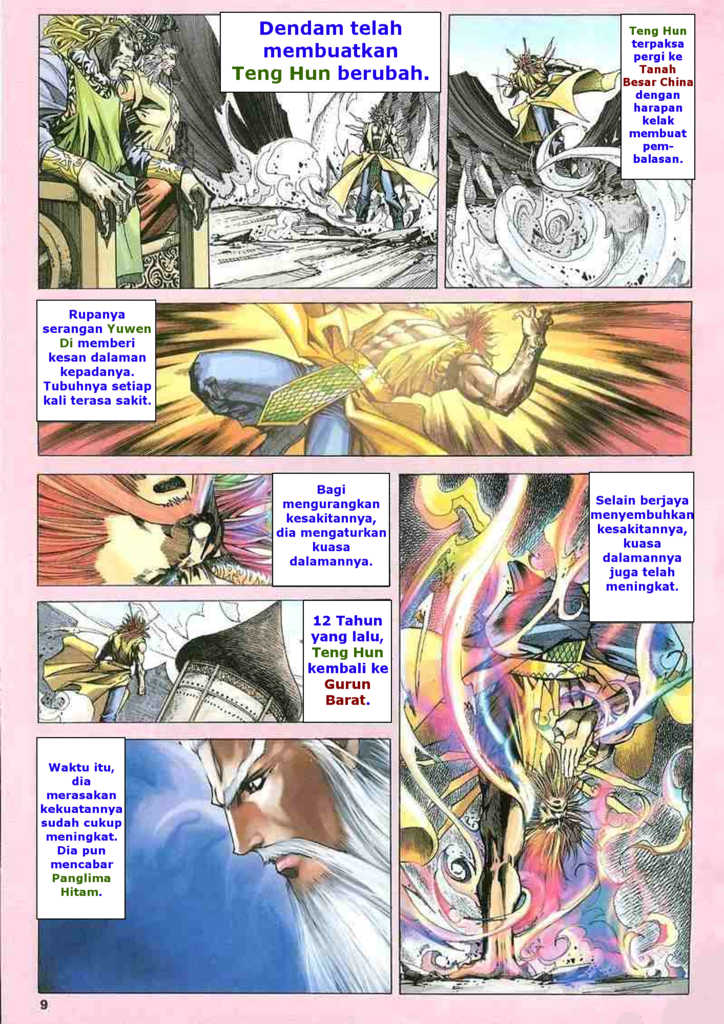 Dendam telah
membuatkan
Teng Hun berubah.
Teng Hun
terpaksa
pergi ke
Tanah
Besar China
dengan
harapan
kelak
membuat
pem-
balasan.
Rupanya
serangan Yuwen
Di memberi
kesan dalaman
kepadanya.
Tubuhnya setiap
kali terasa sakit.
Bagi
mengurangkan
kesakitannya,
dia mengaturkan
kuasa
dalamannya.
Selain berjaya
menyembuhkan
kesakitannya,
kuasa
dalamannya
juga telah
meningkat.
12 Tahun
yang lalu,
Teng Hun
kembali ke
Gurun
Barat.
Waktu itu,
dia
merasakan
kekuatannya
sudah cukup
meningkat.
Dia pun
mencabar
Panglima
Hitam.
9